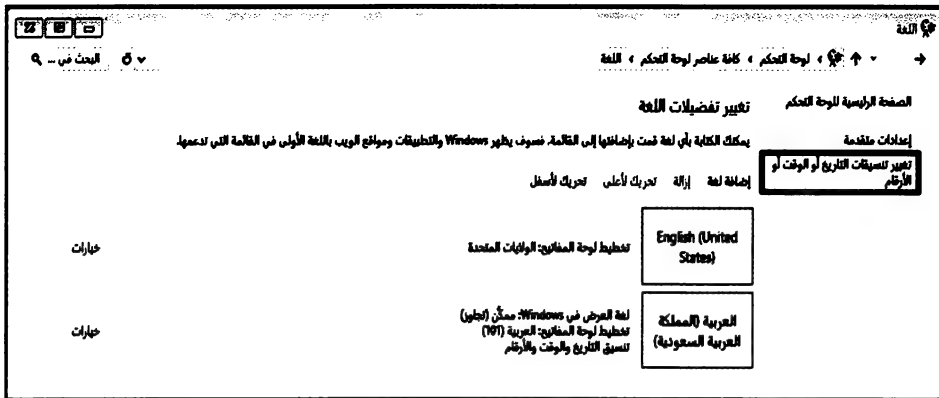 اللغة
لوحة التحكم › كافة عناصر لوحة التحكم › اللغة
البحث في ...
الصفحة الرئيسية للوحة التحكم
إعدادات متقدمة
تغيير تنسيقات التاريخ أو الوقت أو
الأرقام
تغيير تفضيلات اللغة
يمكنك الكتابة بأي لغة قمت بإضافتها إلى القائمة. فسوف يظهر Windows والتطبيقات ومواقع الويب باللغة الأولى في القائمة التي تدعمها.
إضافة لغة إزالة تحريك لأعلى تحريك لأسفل
English (United
States)
تخطيط لوحة المفاتيح: الولايات المتحدة
خيارات
العربية (المملكة
العربية السعودية)
لغة العرض في Windows: ممكَّن (تجاوز)
تخطيط لوحة المفاتيح: العربية (101)
تنسيق التاريخ والوقت والأرقام
خيارات